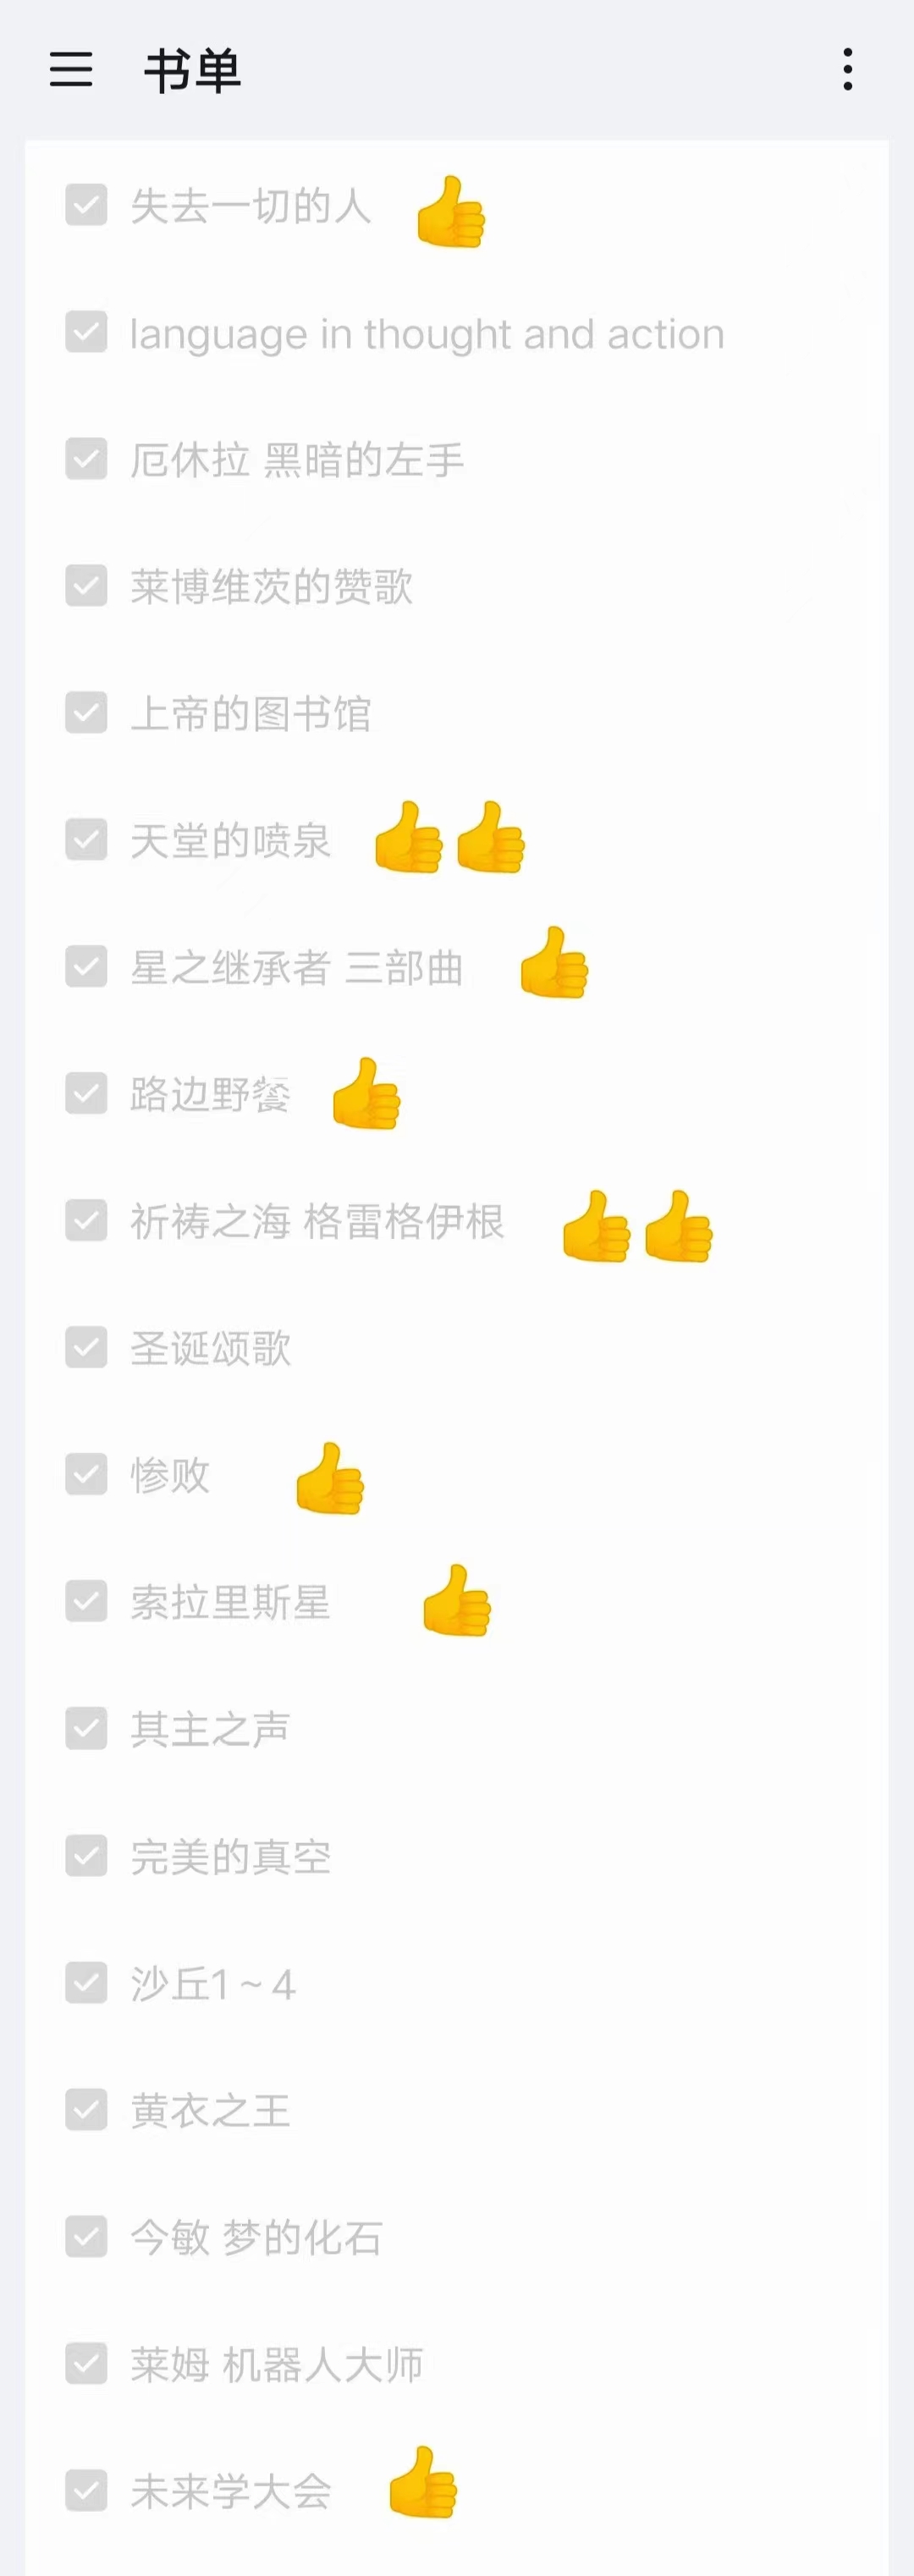 书单
失去一切的人 👍
language in thought and action
厄休拉 黑暗的左手
莱博维茨的赞歌
上帝的图书馆
天堂的喷泉 👍👍
星之继承者 三部曲 👍
路边野餐 👍
祈祷之海 格雷格伊根 👍👍
圣诞颂歌
惨败 👍
索拉里斯星 👍
其主之声
完美的真空
沙丘1~4
黄衣之王
今敏 梦的化石
莱姆 机器人大师
未来学大会 👍